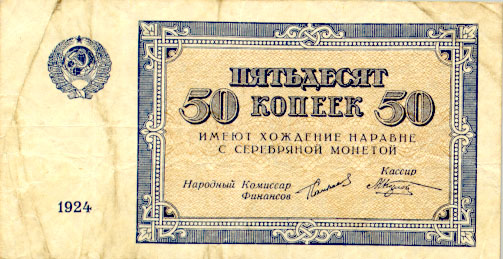 ПЯТЬДЕСЯТ
50 КОПЕЕК 50
ИМЕЮТ ХОЖДЕНИЕ НАРАВНЕ
С СЕРЕБРЯНОЙ МОНЕТОЙ
Народный Комиссар
Финансов
Кассир
1924